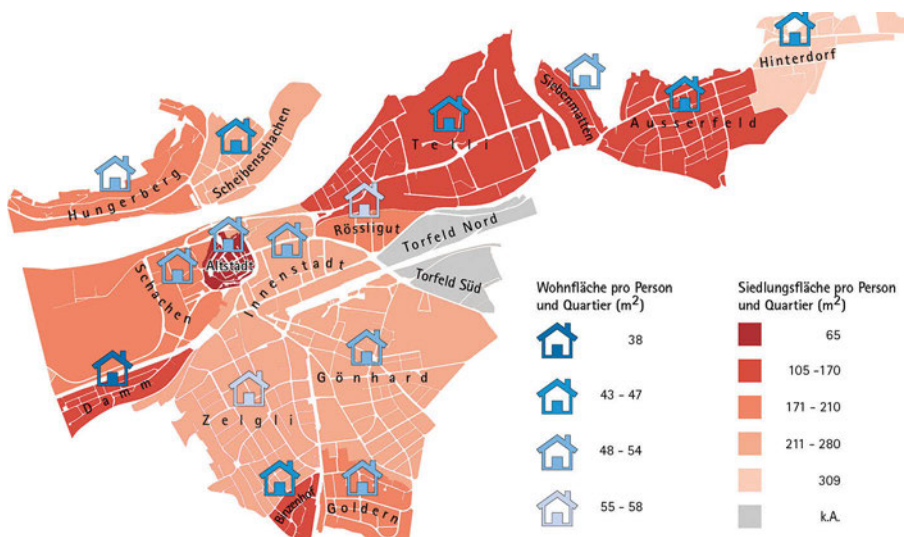 Hinterdorf
Siebenmatten
Ausserfeld
Telli
Scheibenschachen
Hungerberg
Rössligut
Torfeld Nord
Altstadt
Innenstadt
Schachen
Torfeld Süd
Damm
Gönhard
Zelgli
Binzenhof
Goldern
Wohnfläche pro Person
und Quartier (m²)
38
43 – 47
48 – 54
55 – 58
Siedlungsfläche pro Person
und Quartier (m²)
65
105 –170
171 – 210
211 – 280
309
k.A.